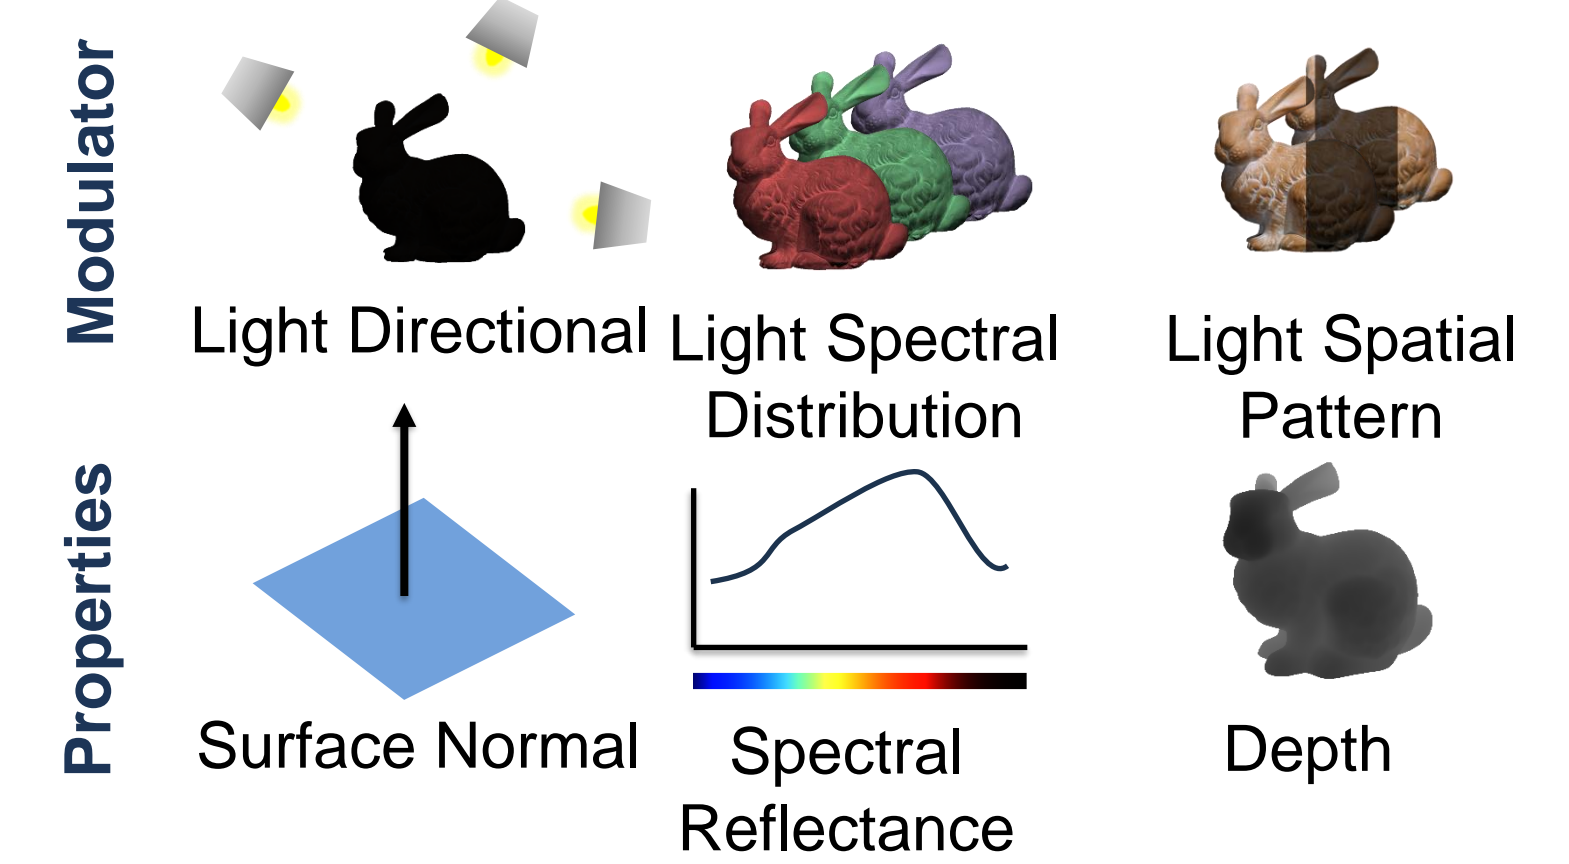 Modulator
Light Directional
Light Spectral
Distribution
Light Spatial
Pattern
Properties
Surface Normal
Spectral
Reflectance
Depth